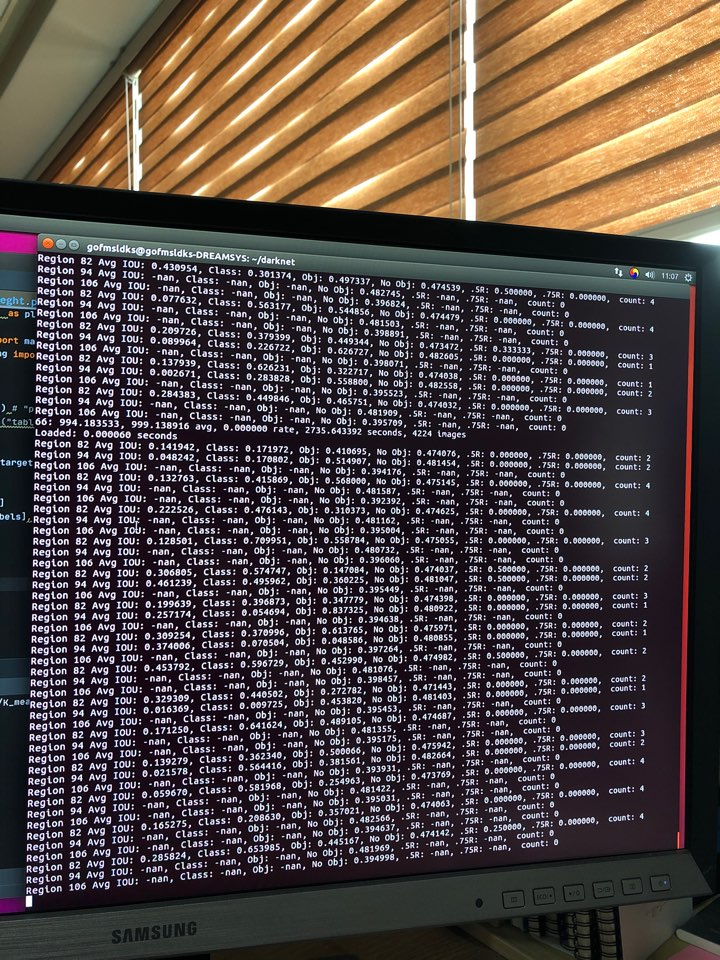 gofmsldks@gofmsldks-DREAMSYS: ~/darknet
11:07
eght.p
as pl
ort ma
ng impo
)_# "p
("tabl
target
]
bels],
/K_mea
Region 82 Avg IOU: 0.430954, Class: 0.301374, Obj: 0.497337, No Obj: 0.474539, .5R: 0.500000, .75R: 0.000000, count: 4
Region 94 Avg IOU: -nan, Class: -nan, Obj: -nan, No Obj: 0.482745, .5R: -nan, .75R: -nan, count: 0
Region 106 Avg IOU: -nan, Class: -nan, Obj: -nan, No Obj: 0.396824, .5R: -nan, .75R: -nan, count: 0
Region 82 Avg IOU: 0.077632, Class: 0.563177, Obj: 0.544856, No Obj: 0.474479, .5R: 0.000000, .75R: 0.000000, count: 4
Region 94 Avg IOU: -nan, Class: -nan, Obj: -nan, No Obj: 0.481503, .5R: -nan, .75R: -nan, count: 0
Region 106 Avg IOU: -nan, Class: -nan, Obj: -nan, No Obj: 0.398891, .5R: -nan, .75R: -nan, count: 0
Region 82 Avg IOU: 0.209726, Class: 0.379399, Obj: 0.449344, No Obj: 0.473472, .5R: 0.333333, .75R: 0.000000, count: 3
Region 94 Avg IOU: 0.089964, Class: 0.226722, Obj: 0.626727, No Obj: 0.482605, .5R: 0.000000, .75R: 0.000000, count: 1
Region 106 Avg IOU: -nan, Class: -nan, Obj: -nan, No Obj: 0.398071, .5R: -nan, .75R: -nan, count: 0
Region 82 Avg IOU: 0.137939, Class: 0.626231, Obj: 0.322717, No Obj: 0.474038, .5R: 0.000000, .75R: 0.000000, count: 1
Region 94 Avg IOU: 0.002671, Class: 0.283828, Obj: 0.558800, No Obj: 0.482558, .5R: 0.000000, .75R: 0.000000, count: 2
Region 106 Avg IOU: -nan, Class: -nan, Obj: -nan, No Obj: 0.395523, .5R: -nan, .75R: -nan, count: 0
Region 82 Avg IOU: 0.284383, Class: 0.449846, Obj: 0.465751, No Obj: 0.474032, .5R: 0.000000, .75R: 0.000000, count: 3
Region 94 Avg IOU: -nan, Class: -nan, Obj: -nan, No Obj: 0.481909, .5R: -nan, .75R: -nan, count: 0
Region 106 Avg IOU: -nan, Class: -nan, Obj: -nan, No Obj: 0.395709, .5R: -nan, .75R: -nan, count: 0
66: 994.183533, 999.138916 avg, 0.000000 rate, 2735.643392 seconds, 4224 images
Loaded: 0.000060 seconds
Region 82 Avg IOU: 0.141942, Class: 0.171972, Obj: 0.410695, No Obj: 0.474076, .5R: 0.000000, .75R: 0.000000, count: 2
Region 94 Avg IOU: 0.048242, Class: 0.170802, Obj: 0.514907, No Obj: 0.481454, .5R: 0.000000, .75R: 0.000000, count: 2
Region 106 Avg IOU: -nan, Class: -nan, Obj: -nan, No Obj: 0.394176, .5R: -nan, .75R: -nan, count: 0
Region 82 Avg IOU: 0.132763, Class: 0.415869, Obj: 0.568000, No Obj: 0.475145, .5R: 0.000000, .75R: 0.000000, count: 4
Region 94 Avg IOU: -nan, Class: -nan, Obj: -nan, No Obj: 0.481587, .5R: -nan, .75R: -nan, count: 0
Region 106 Avg IOU: -nan, Class: -nan, Obj: -nan, No Obj: 0.392392, .5R: -nan, .75R: -nan, count: 0
Region 82 Avg IOU: 0.222526, Class: 0.476143, Obj: 0.310373, No Obj: 0.474625, .5R: 0.000000, .75R: 0.000000, count: 4
Region 94 Avg IOU: -nan, Class: -nan, Obj: -nan, No Obj: 0.481162, .5R: -nan, .75R: -nan, count: 0
Region 106 Avg IOU: -nan, Class: -nan, Obj: -nan, No Obj: 0.395004, .5R: -nan, .75R: -nan, count: 0
Region 82 Avg IOU: 0.128501, Class: 0.709951, Obj: 0.558784, No Obj: 0.475055, .5R: 0.000000, .75R: 0.000000, count: 3
Region 94 Avg IOU: -nan, Class: -nan, Obj: -nan, No Obj: 0.480732, .5R: -nan, .75R: -nan, count: 0
Region 106 Avg IOU: -nan, Class: -nan, Obj: -nan, No Obj: 0.396060, .5R: -nan, .75R: -nan, count: 0
Region 82 Avg IOU: 0.306805, Class: 0.574747, Obj: 0.147084, No Obj: 0.474037, .5R: 0.500000, .75R: 0.000000, count: 2
Region 94 Avg IOU: 0.461239, Class: 0.495962, Obj: 0.360225, No Obj: 0.481047, .5R: 0.500000, .75R: 0.000000, count: 2
Region 106 Avg IOU: -nan, Class: -nan, Obj: -nan, No Obj: 0.395449, .5R: -nan, .75R: -nan, count: 0
Region 82 Avg IOU: 0.199639, Class: 0.396873, Obj: 0.347779, No Obj: 0.474398, .5R: 0.000000, .75R: 0.000000, count: 3
Region 94 Avg IOU: 0.257174, Class: 0.054694, Obj: 0.837325, No Obj: 0.480922, .5R: 0.000000, .75R: 0.000000, count: 1
Region 106 Avg IOU: -nan, Class: -nan, Obj: -nan, No Obj: 0.394638, .5R: -nan, .75R: -nan, count: 0
Region 82 Avg IOU: 0.309254, Class: 0.370996, Obj: 0.613765, No Obj: 0.475971, .5R: 0.000000, .75R: 0.000000, count: 2
Region 94 Avg IOU: 0.374006, Class: 0.070504, Obj: 0.048586, No Obj: 0.480855, .5R: 0.000000, .75R: 0.000000, count: 1
Region 106 Avg IOU: -nan, Class: -nan, Obj: -nan, No Obj: 0.397264, .5R: -nan, .75R: -nan, count: 0
Region 82 Avg IOU: 0.453792, Class: 0.596729, Obj: 0.452990, No Obj: 0.474982, .5R: 0.500000, .75R: 0.000000, count: 2
Region 94 Avg IOU: -nan, Class: -nan, Obj: -nan, No Obj: 0.481076, .5R: -nan, .75R: -nan, count: 0
Region 106 Avg IOU: -nan, Class: -nan, Obj: -nan, No Obj: 0.398457, .5R: -nan, .75R: -nan, count: 0
Region 82 Avg IOU: 0.329309, Class: 0.440502, Obj: 0.272782, No Obj: 0.471443, .5R: 0.000000, .75R: 0.000000, count: 2
Region 94 Avg IOU: 0.016369, Class: 0.009725, Obj: 0.453820, No Obj: 0.481403, .5R: 0.000000, .75R: 0.000000, count: 1
Region 106 Avg IOU: -nan, Class: -nan, Obj: -nan, No Obj: 0.395453, .5R: -nan, .75R: -nan, count: 0
Region 82 Avg IOU: 0.171250, Class: 0.641624, Obj: 0.489105, No Obj: 0.474687, .5R: 0.000000, .75R: 0.000000, count: 3
Region 94 Avg IOU: -nan, Class: -nan, Obj: -nan, No Obj: 0.481355, .5R: -nan, .75R: -nan, count: 0
Region 106 Avg IOU: -nan, Class: -nan, Obj: -nan, No Obj: 0.395175, .5R: -nan, .75R: -nan, count: 0
Region 82 Avg IOU: 0.139279, Class: 0.362340, Obj: 0.500066, No Obj: 0.475942, .5R: 0.000000, .75R: 0.000000, count: 3
Region 94 Avg IOU: 0.021578, Class: 0.564410, Obj: 0.381561, No Obj: 0.482664, .5R: 0.000000, .75R: 0.000000, count: 2
Region 106 Avg IOU: -nan, Class: -nan, Obj: -nan, No Obj: 0.393931, .5R: -nan, .75R: -nan, count: 0
Region 82 Avg IOU: 0.059670, Class: 0.581968, Obj: 0.254963, No Obj: 0.473769, .5R: 0.000000, .75R: 0.000000, count: 4
Region 94 Avg IOU: -nan, Class: -nan, Obj: -nan, No Obj: 0.481422, .5R: -nan, .75R: -nan, count: 0
Region 106 Avg IOU: -nan, Class: -nan, Obj: -nan, No Obj: 0.395031, .5R: -nan, .75R: -nan, count: 0
Region 82 Avg IOU: 0.165275, Class: 0.208630, Obj: 0.357021, No Obj: 0.474063, .5R: 0.000000, .75R: 0.000000, count: 4
Region 94 Avg IOU: -nan, Class: -nan, Obj: -nan, No Obj: 0.482566, .5R: -nan, .75R: -nan, count: 0
Region 106 Avg IOU: -nan, Class: -nan, Obj: -nan, No Obj: 0.394637, .5R: -nan, .75R: -nan, count: 0
Region 82 Avg IOU: 0.285824, Class: 0.653985, Obj: 0.445167, No Obj: 0.474142, .5R: 0.250000, .75R: 0.000000, count: 4
Region 94 Avg IOU: -nan, Class: -nan, Obj: -nan, No Obj: 0.481969, .5R: -nan, .75R: -nan, count: 0
Region 106 Avg IOU: -nan, Class: -nan, Obj: -nan, No Obj: 0.394998, .5R: -nan, .75R: -nan, count: 0
SAMSUNG